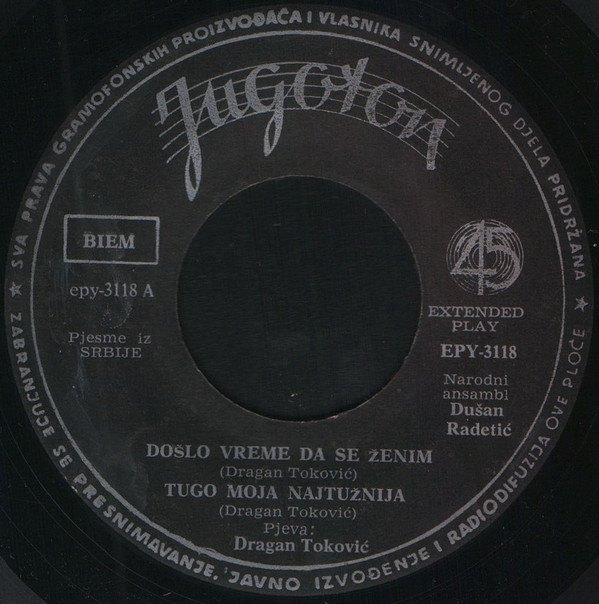 ★ SVA PRAVA GRAMOFONSKIH PROIZVOĐAČA I VLASNIKA SNIMLJENOG DJELA PRIDRŽANA ★
Jugoton
BIEM
epy-3118 A
Pjesme iz
SRBIJE
45
EXTENDED
PLAY
EPY-3118
Narodni
ansambl
Dušan
Radetić
DOŠLO VREME DA SE ŽENIM
(Dragan Toković)
TUGO MOJA NAJTUŽNIJA
(Dragan Toković)
Pjeva:
Dragan Toković
ZABRANJUJE SE PRESNIMAVANJE, JAVNO IZVOĐENJE I RADIODIFUZIJA OVE PLOČE